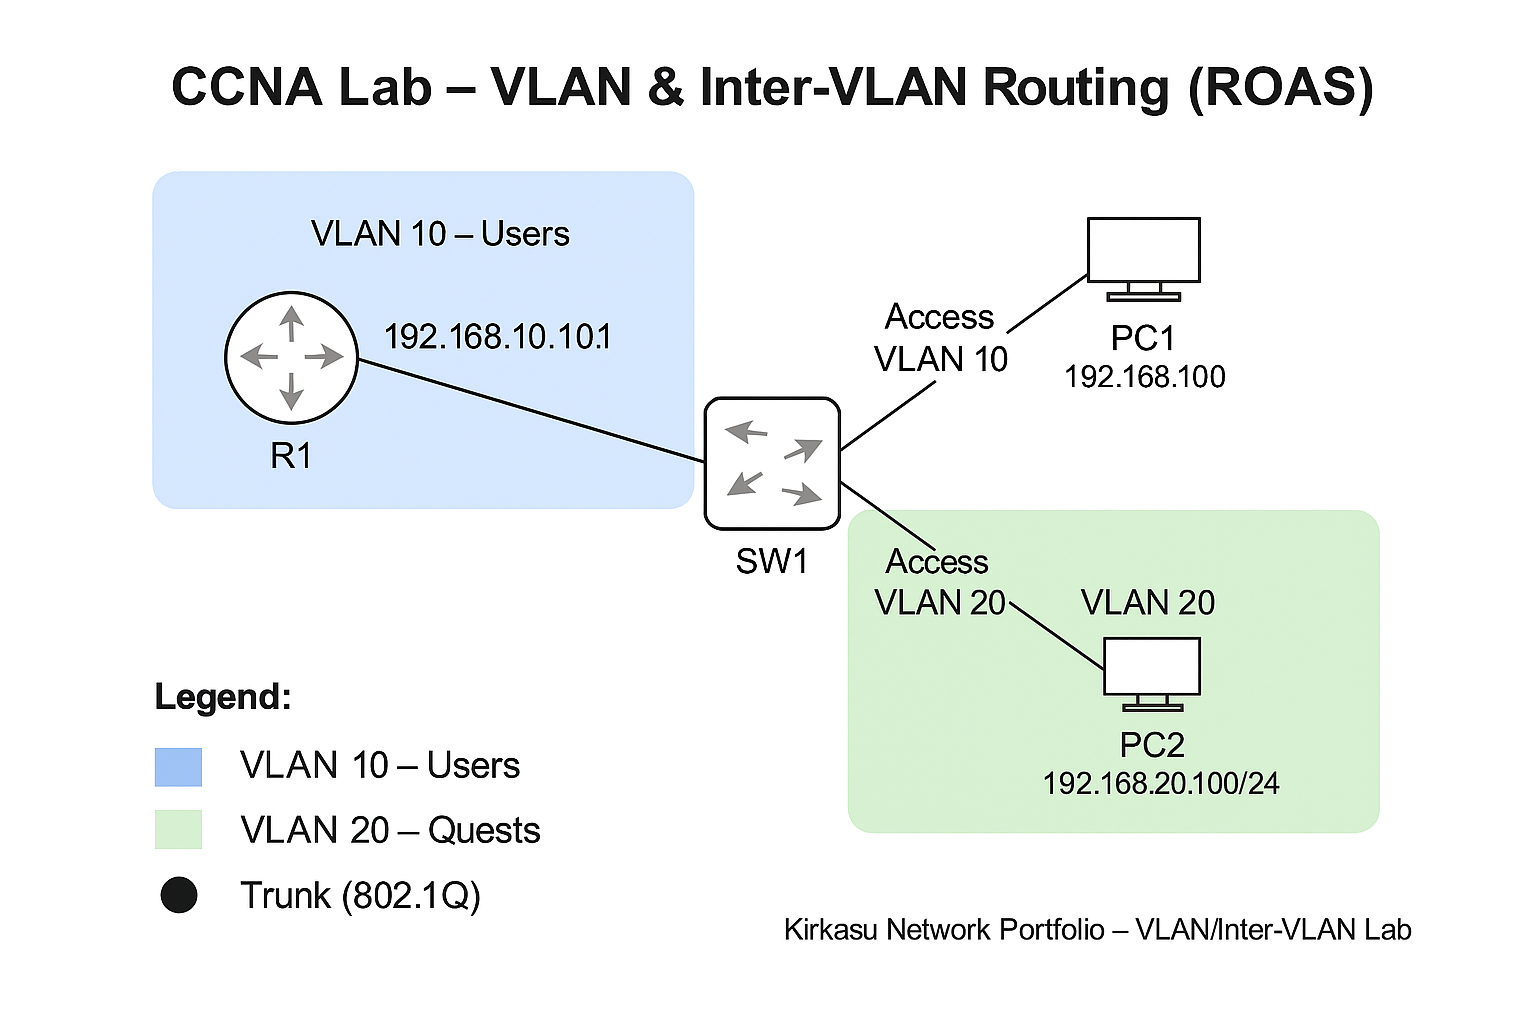 CCNA Lab – VLAN & Inter-VLAN Routing (ROAS)
VLAN 10 – Users
192.168.10.10.1
R1
SW1
Access
VLAN 10
PC1
192.168.100
Access
VLAN 20
VLAN 20
PC2
192.168.20.100/24
Legend:
VLAN 10 – Users
VLAN 20 – Quests
Trunk (802.1Q)
Kirkasu Network Portfolio – VLAN/Inter-VLAN Lab